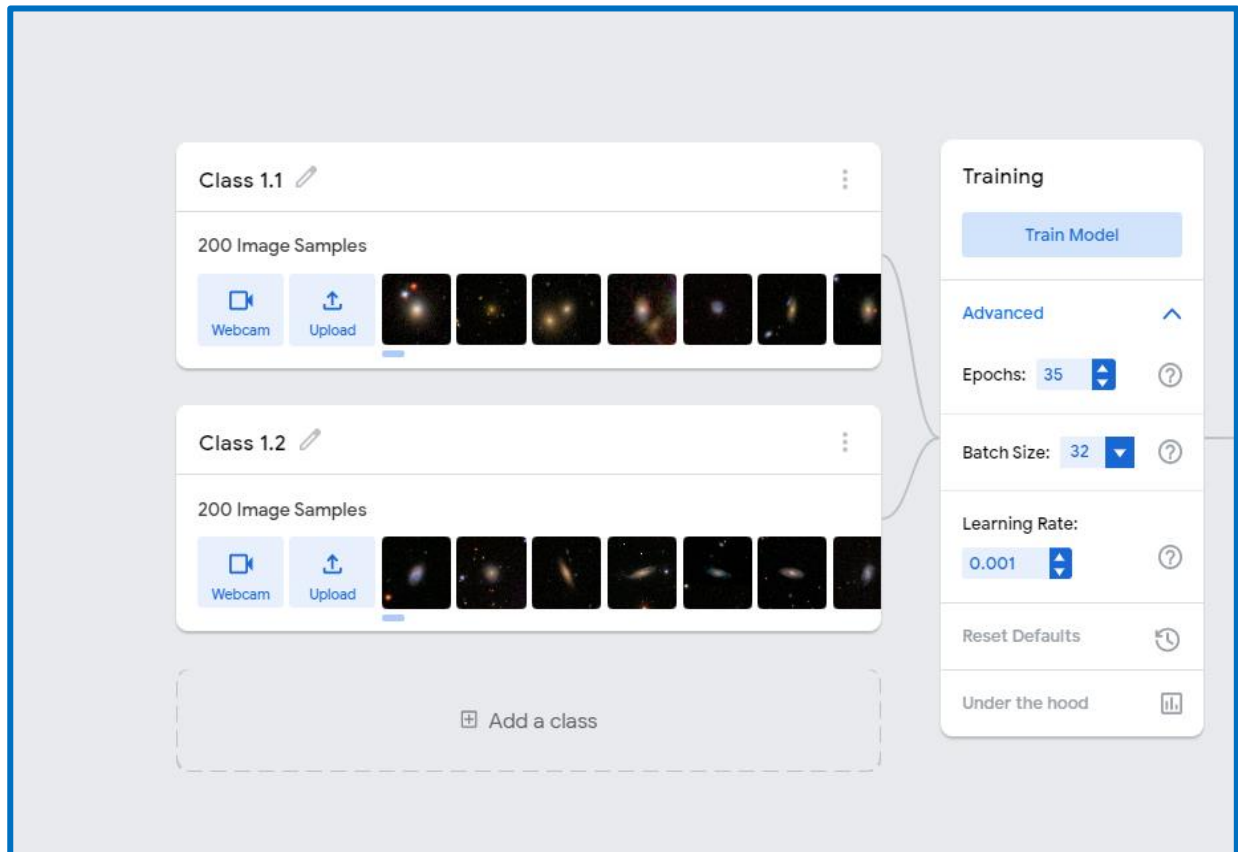 Class 1.1
200 Image Samples
Webcam
Upload
Class 1.2
200 Image Samples
Webcam
Upload
Add a class
Training
Train Model
Advanced
Epochs: 35
Batch Size: 32
Learning Rate:
0.001
Reset Defaults
Under the hood